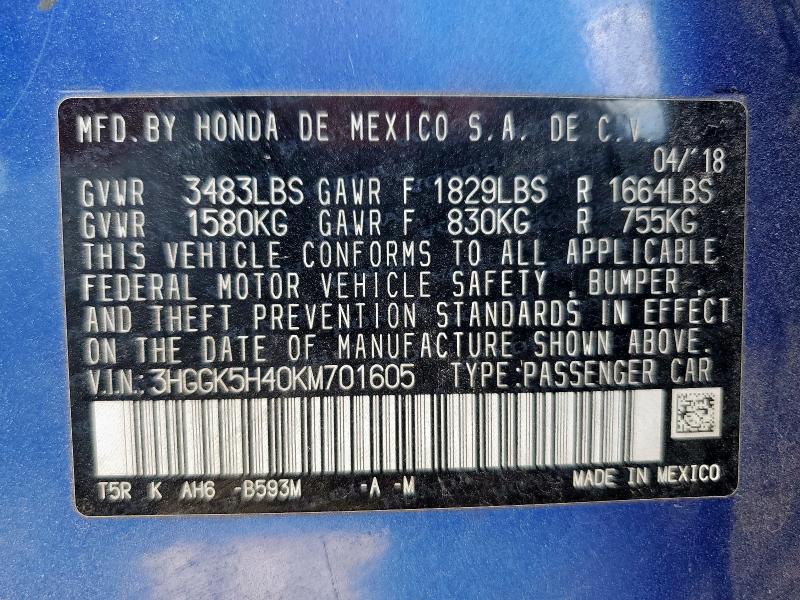 MFD. BY HONDA DE MEXICO S.A. DE C.V.
04/'18
GVWR 3483LBS GAWR F 1829LBS R 1664LBS
GVWR 1580KG GAWR F 830KG R 755KG
THIS VEHICLE CONFORMS TO ALL APPLICABLE
FEDERAL MOTOR VEHICLE SAFETY , BUMPER ,
AND THEFT PREVENTION STANDARDS IN EFFECT
ON THE DATE OF MANUFACTURE SHOWN ABOVE.
V.I.N.:3HGGK5H40KM701605 TYPE:PASSENGER CAR
T5R K AH6 -B593M -A -M MADE IN MEXICO